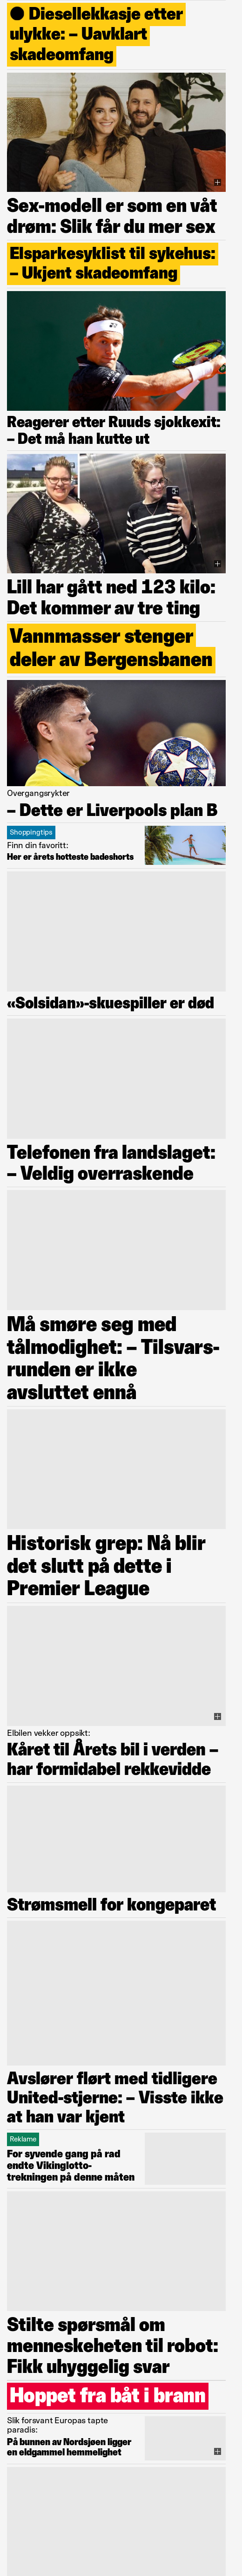 ● Diesellekkasje etter
ulykke: – Uavklart
skadeomfang
Sex-modell er som en våt
drøm: Slik får du mer sex
Elsparkesyklist til sykehus:
– Ukjent skadeomfang
Reagerer etter Ruuds sjokkexit:
– Det må han kutte ut
Lill har gått ned 123 kilo:
Det kommer av tre ting
Vannmasser stenger
deler av Bergensbanen
Overgangsrykter
– Dette er Liverpools plan B
Shoppingtips
Finn din favoritt:
Her er årets hotteste badeshorts
«Solsidan»-skuespiller er død
Telefonen fra landslaget:
– Veldig overraskende
Må smøre seg med
tålmodighet: – Tilsvars-
runden er ikke
avsluttet ennå
Historisk grep: Nå blir
det slutt på dette i
Premier League
Elbilen vekker oppsikt:
Kåret til Årets bil i verden –
har formidabel rekkevidde
Strømsmell for kongeparet
Avslører flørt med tidligere
United-stjerne: – Visste ikke
at han var kjent
Reklame
For syvende gang på rad
endte Vikinglotto-
trekningen på denne måten
Stilte spørsmål om
menneskeheten til robot:
Fikk uhyggelig svar
Hoppet fra båt i brann
Slik forsvant Europas tapte
paradis:
På bunnen av Nordsjøen ligger
en eldgammel hemmelighet